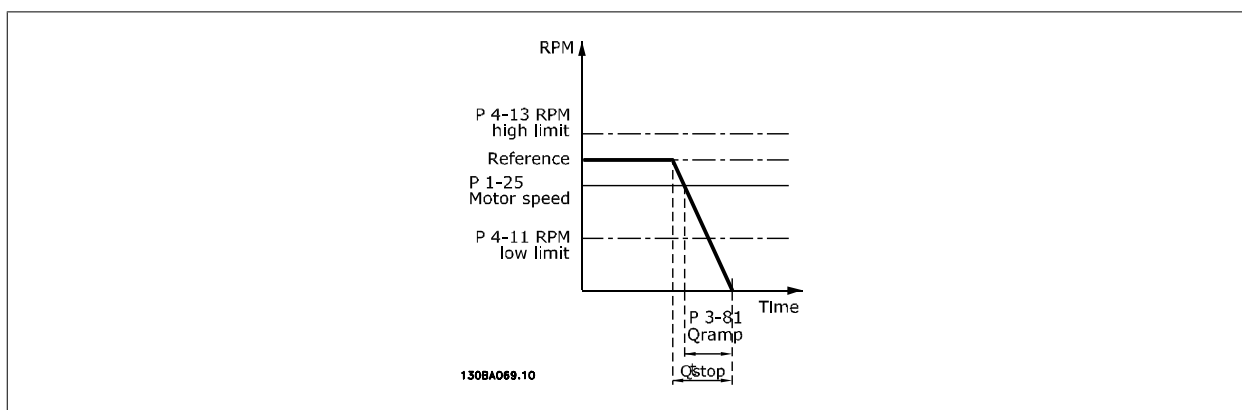 RPM
P 4-13 RPM
high limit
Reference
P 1-25
Motor speed
P 4-11 RPM
low limit
Time
P 3-81
Qramp
130BA069.10